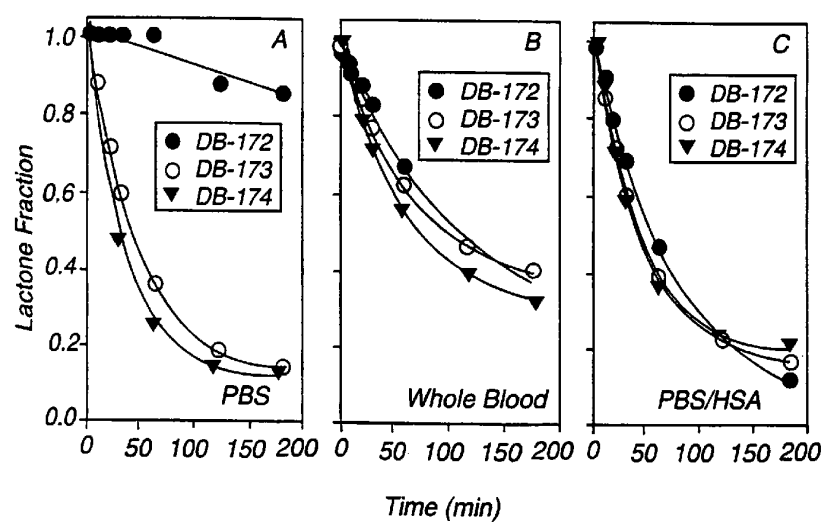 A
B
C
DB-172
DB-173
DB-174
DB-172
DB-173
DB-174
DB-172
DB-173
DB-174
Lactone Fraction
1.0
0.8
0.6
0.4
0.2
0.0
PBS
Whole Blood
PBS/HSA
0 50 100 150 200
0 50 100 150 200
0 50 100 150 200
Time (min)